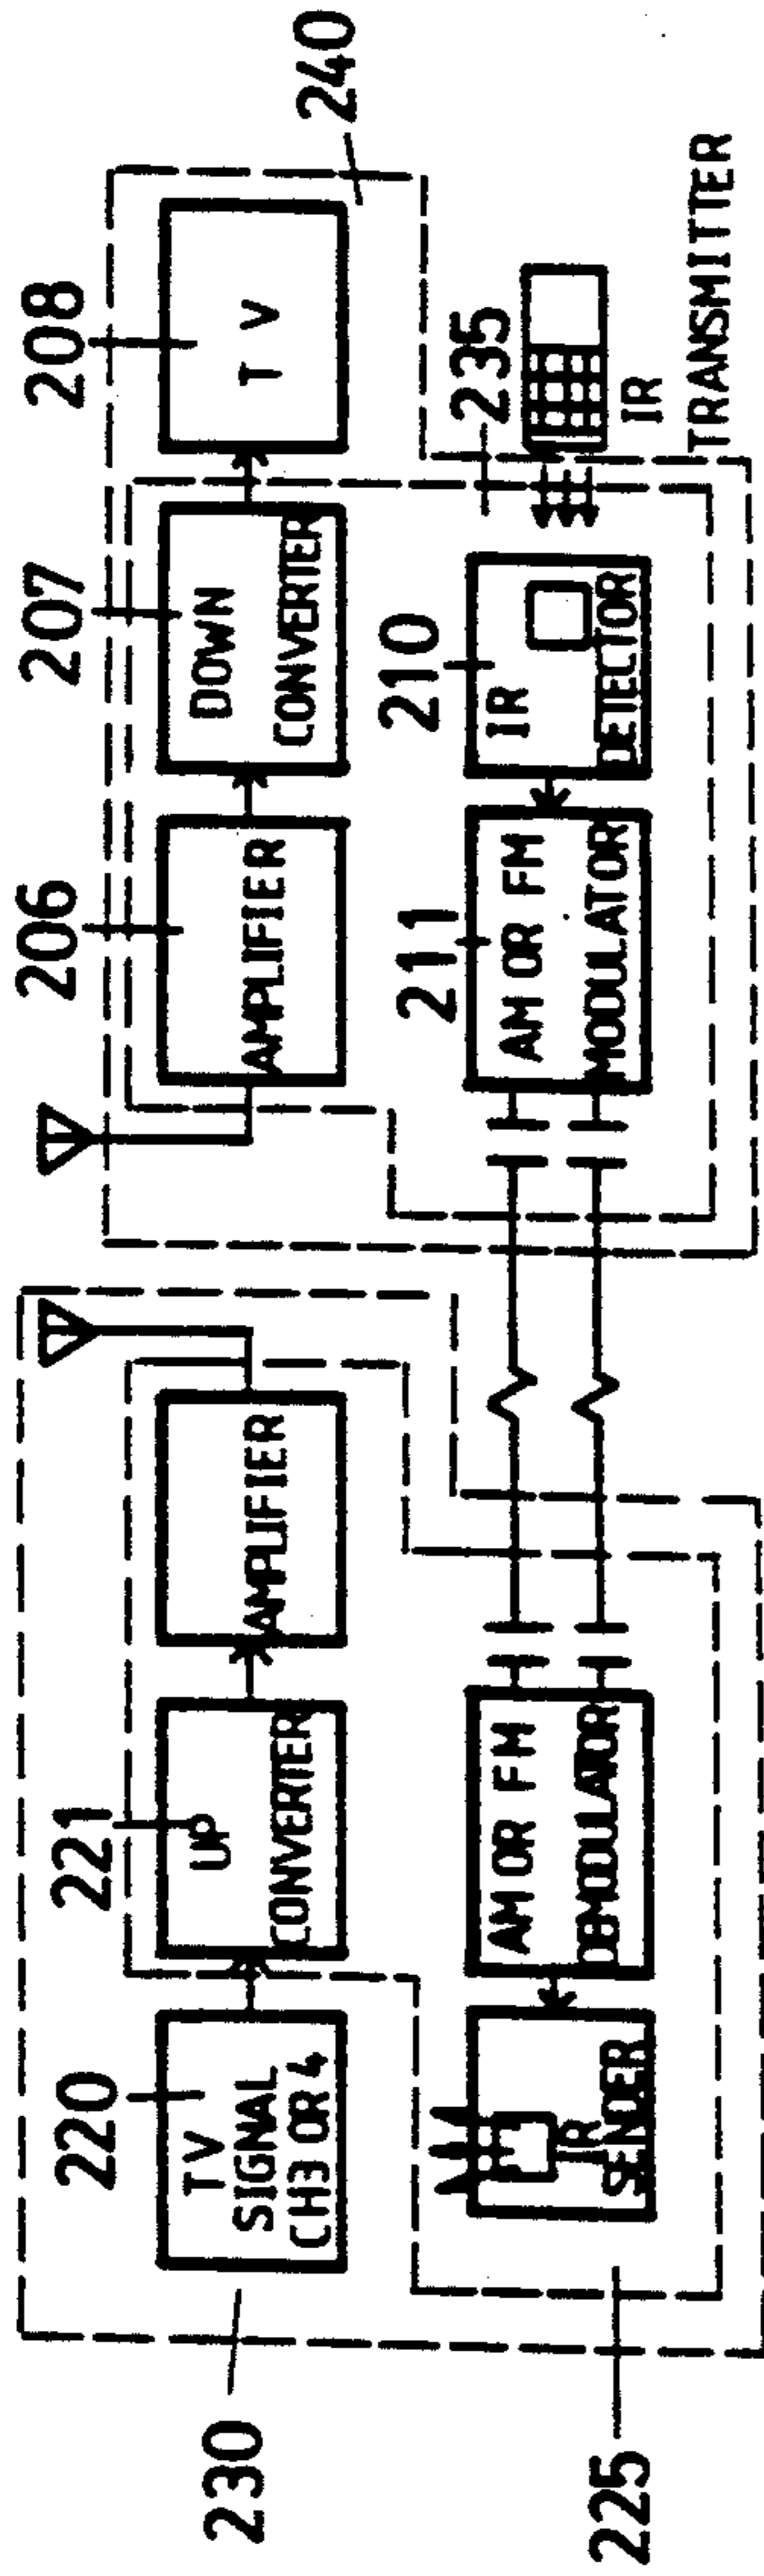 230
220
TV
SIGNAL
CH3 OR 4
221
UP
CONVERTER
AMPLIFIER
206
AMPLIFIER
207
DOWN
CONVERTER
208
TV
240
225
IR
SENDER
AM OR FM
DEMODULATOR
211
AM OR FM
MODULATOR
210
IR
DETECTOR
235
IR
TRANSMITTER